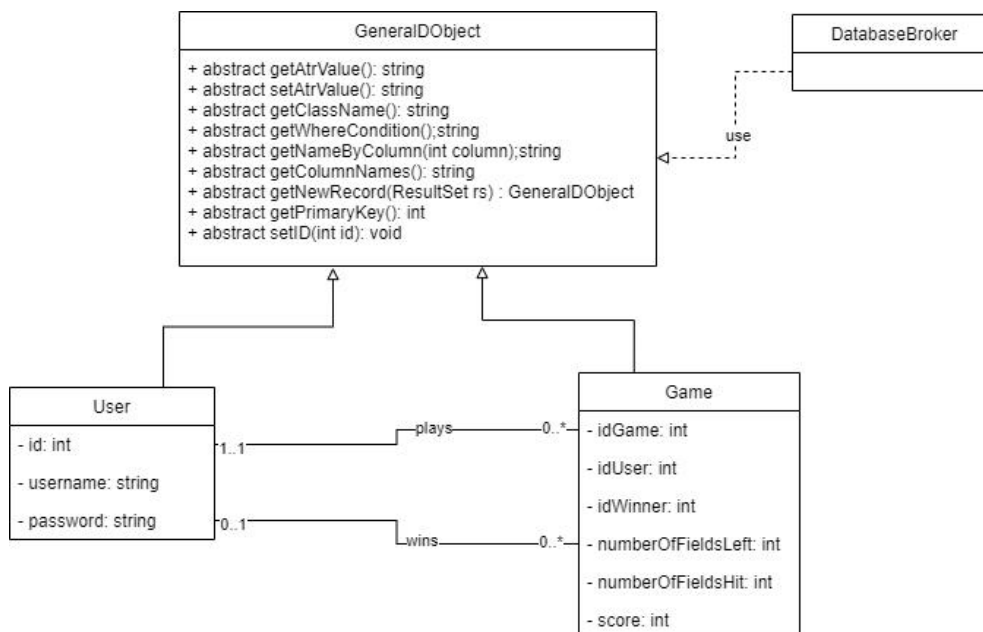 GeneralDObject
+ abstract getAtrValue(): string
+ abstract setAtrValue(): string
+ abstract getClassName(): string
+ abstract getWhereCondition();string
+ abstract getNameByColumn(int column);string
+ abstract getColumnNames(): string
+ abstract getNewRecord(ResultSet rs) : GeneralDObject
+ abstract getPrimaryKey(): int
+ abstract setID(int id): void
DatabaseBroker
use
User
- id: int
- username: string
- password: string
1..1
plays
0..*
0..1
wins
0..*
Game
- idGame: int
- idUser: int
- idWinner: int
- numberOfFieldsLeft: int
- numberOfFieldsHit: int
- score: int